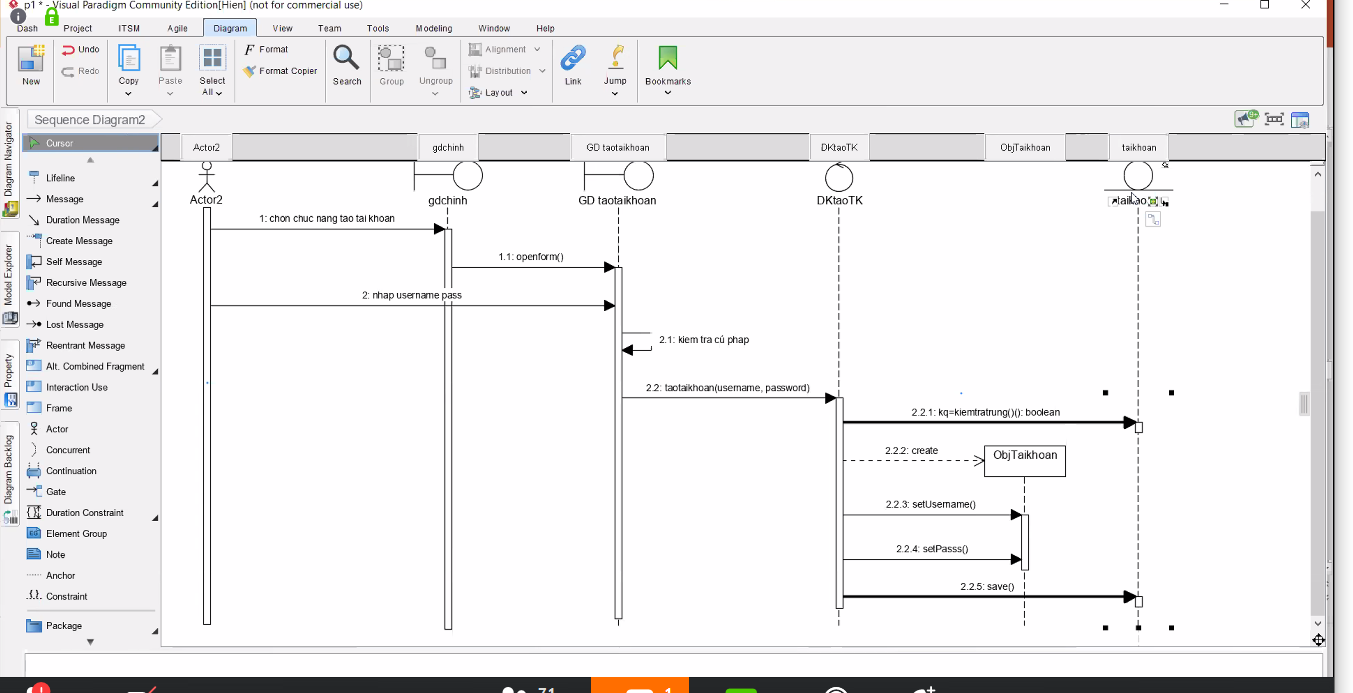 p1 * - Visual Paradigm Community Edition[Hien] (not for commercial use)
Dash Project ITSM Agile Diagram View Team Tools Modeling Window Help
New
Undo
Redo
Copy
Paste
Select All
Format
Format Copier
Search
Group
Ungroup
Alignment
Distribution
Layout
Link
Jump
Bookmarks
Sequence Diagram2
Diagram Navigator
Model Explorer
Property
Diagram Backlog
Cursor
Lifeline
Message
Duration Message
Create Message
Self Message
Recursive Message
Found Message
Lost Message
Reentrant Message
Alt. Combined Fragment
Interaction Use
Frame
Actor
Concurrent
Continuation
Gate
Duration Constraint
Element Group
Note
Anchor
Constraint
Package
Actor2 gdchinh GD taotaikhoan DKtaoTK ObjTaikhoan taikhoan
Actor2 gdchinh GD taotaikhoan DKtaoTK
1: chon chuc nang tao tai khoan
1.1: openform()
2: nhap username pass
2.1: kiem tra cú phap
2.2: taotaikhoan(username, password)
2.2.1: kq=kiemtratrung()(): boolean
2.2.2: create
ObjTaikhoan
2.2.3: setUsername()
2.2.4: setPasss()
2.2.5: save()
71
1